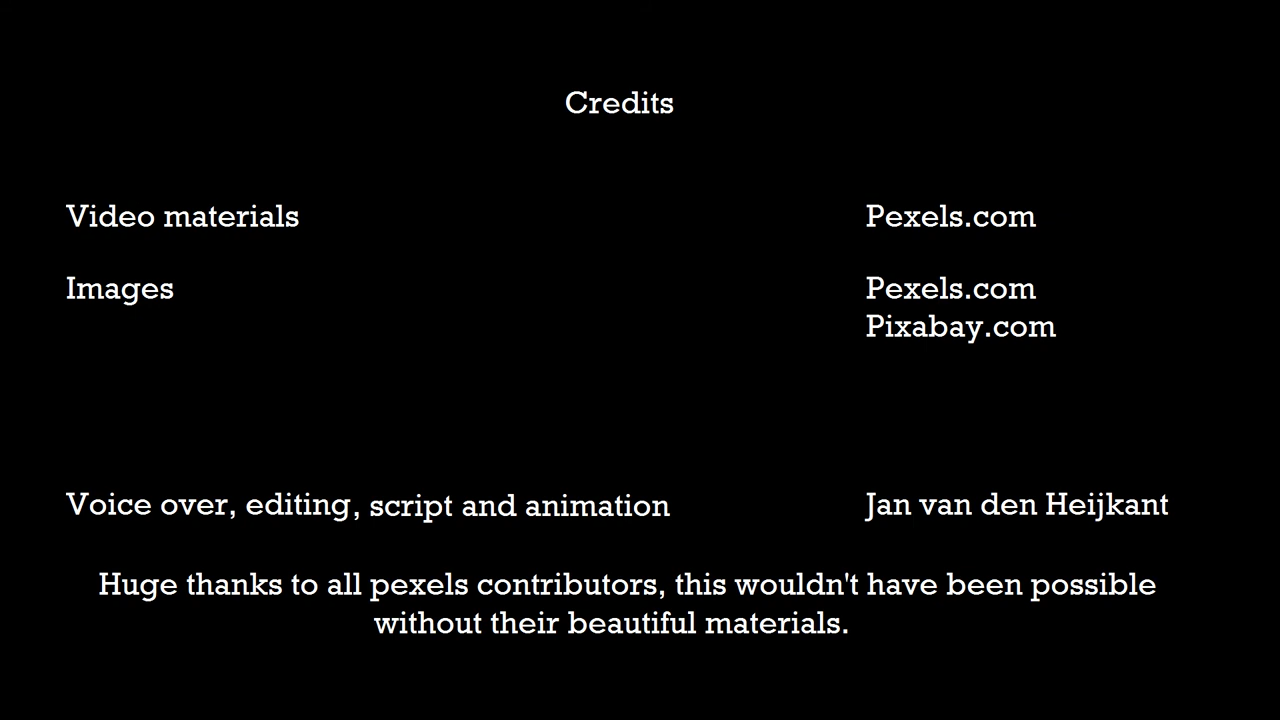 Credits
Video materials Pexels.com
Images Pexels.com
Pixabay.com
Voice over, editing, script and animation Jan van den Heijkant
Huge thanks to all pexels contributors, this wouldn't have been possible
without their beautiful materials.